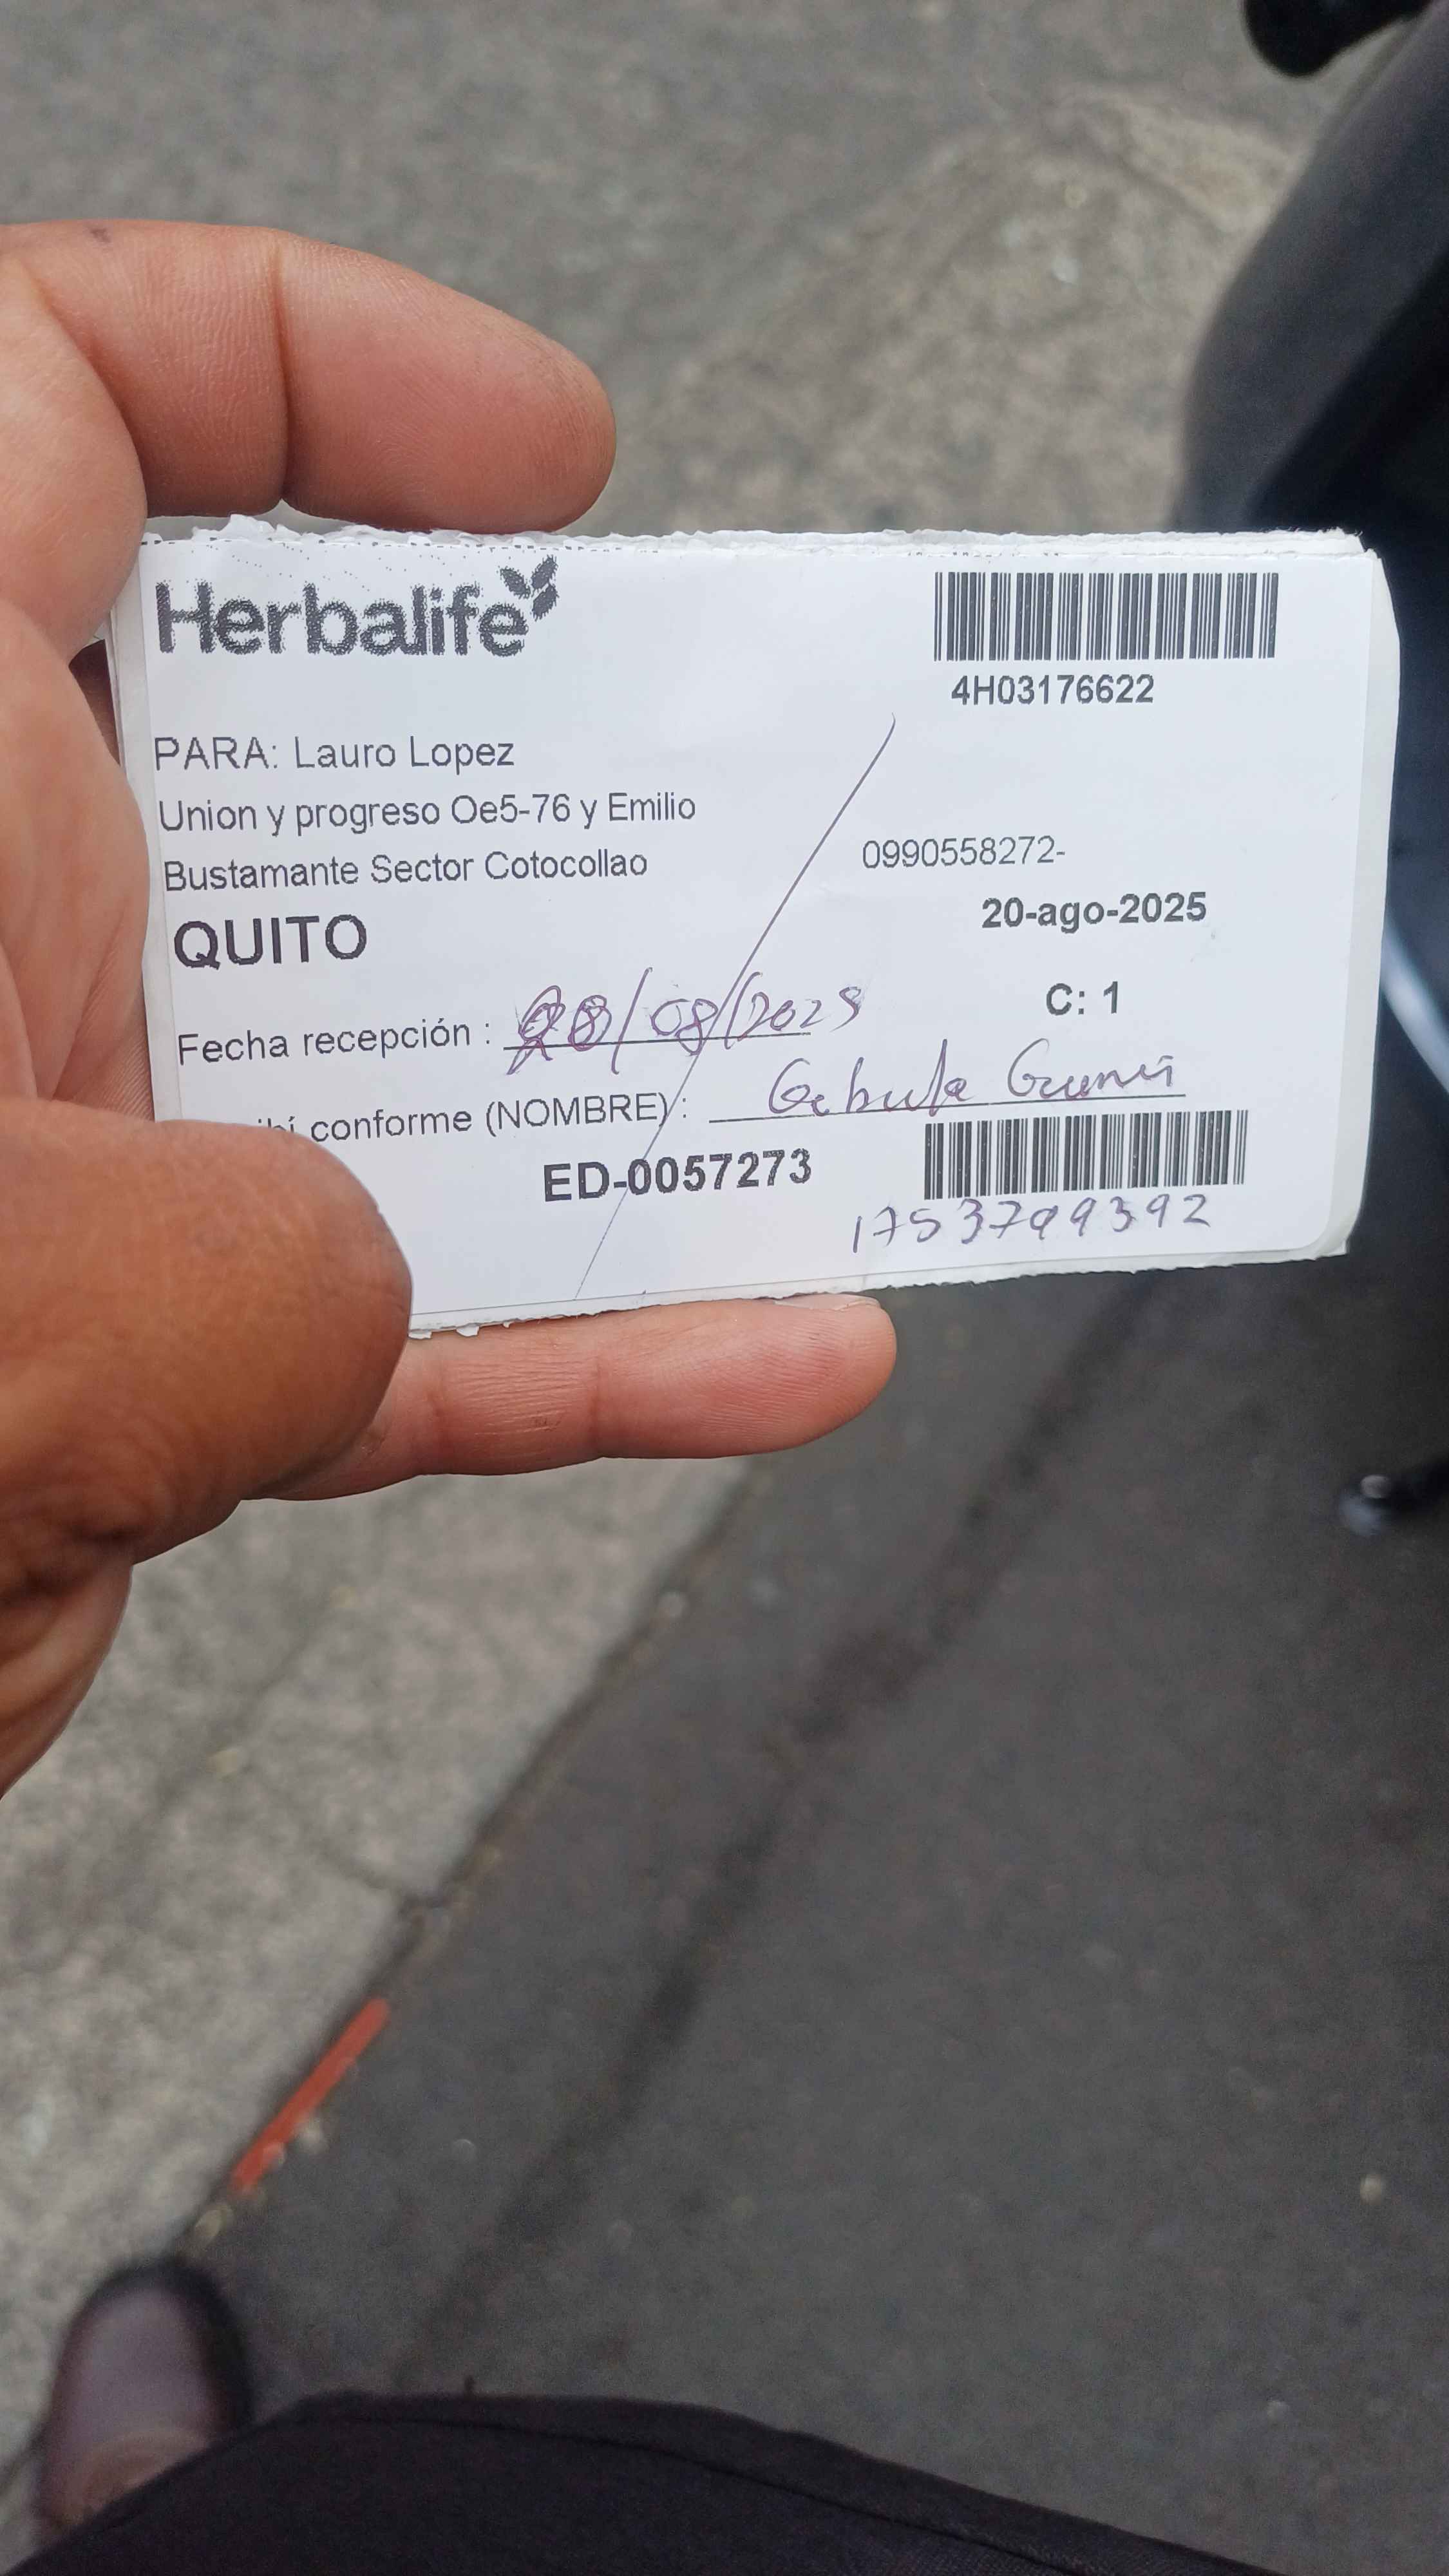 Herbalife
4H03176622
PARA: Lauro Lopez
Union y progreso Oe5-76 y Emilio
Bustamante Sector Cotocollao
0990558272-
QUITO
20-ago-2025
C: 1
Fecha recepción : 28/08/2025
conforme (NOMBRE):
ED-0057273
1753799392